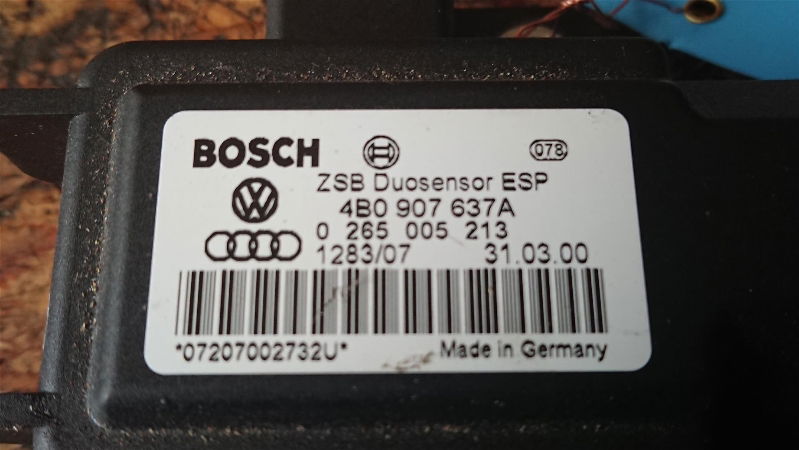 BOSCH 078
ZSB Duosensor ESP
4B0 907 637A
0 265 005 213
1283/07 31.03.00
*07207002732U* Made in Germany